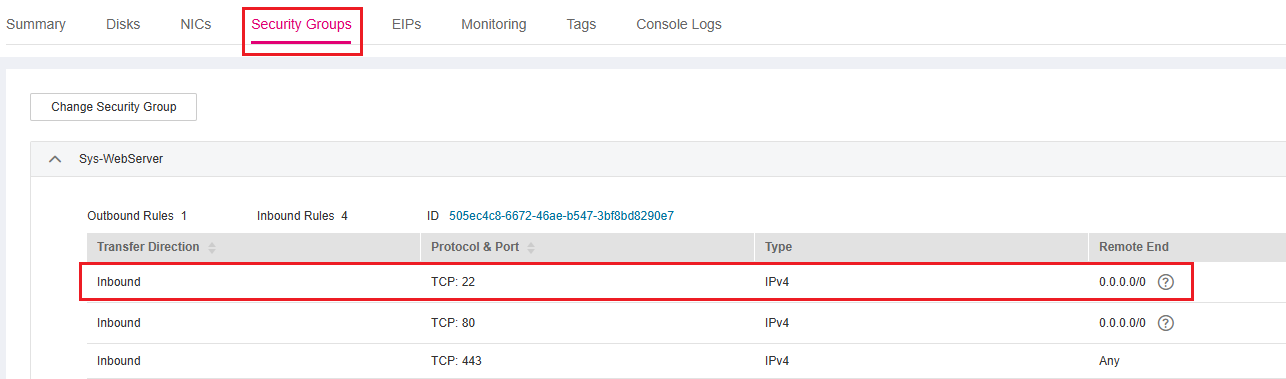 Summary Disks NICs Security Groups EIPs Monitoring Tags Console Logs
Change Security Group
Sys-WebServer
Outbound Rules 1 Inbound Rules 4 ID 505ec4c8-6672-46ae-b547-3bf8bd8290e7
Transfer Direction Protocol & Port Type Remote End
Inbound TCP: 22 IPv4 0.0.0.0/0 ?
Inbound TCP: 80 IPv4 0.0.0.0/0 ?
Inbound TCP: 443 IPv4 Any